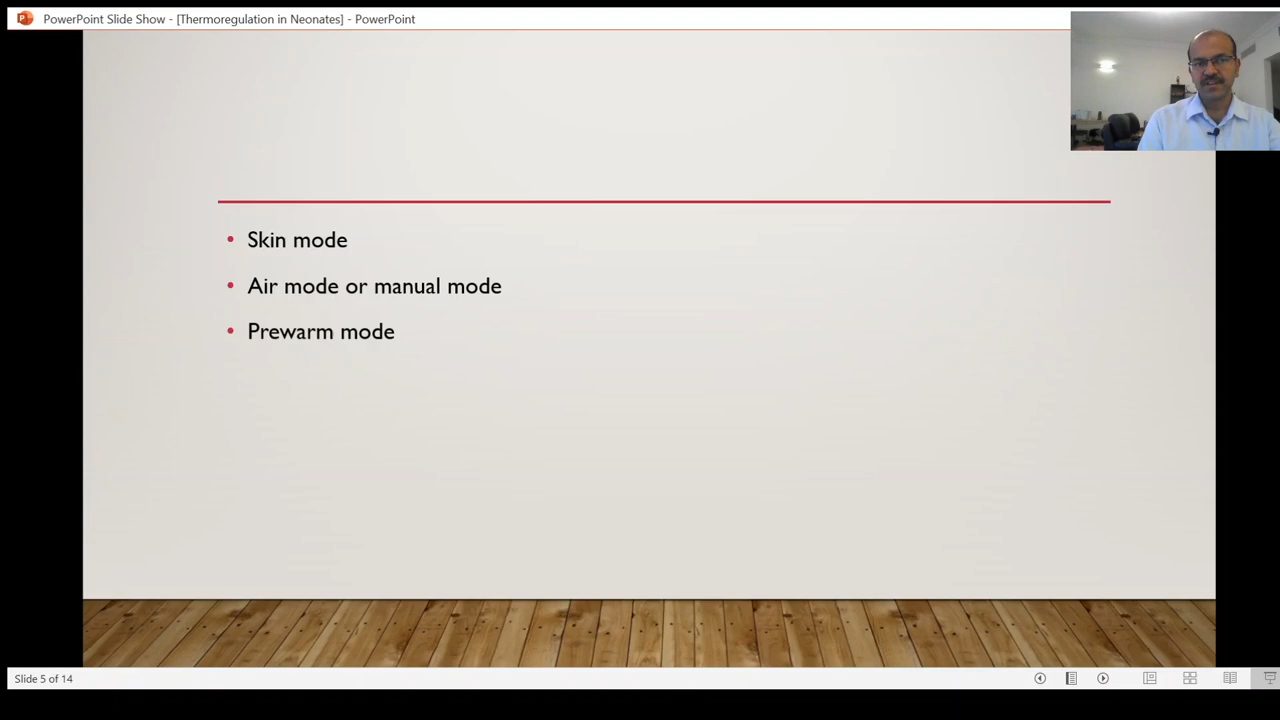 PowerPoint Slide Show - [Thermoregulation in Neonates] - PowerPoint
• Skin mode
• Air mode or manual mode
• Prewarm mode
Slide 5 of 14